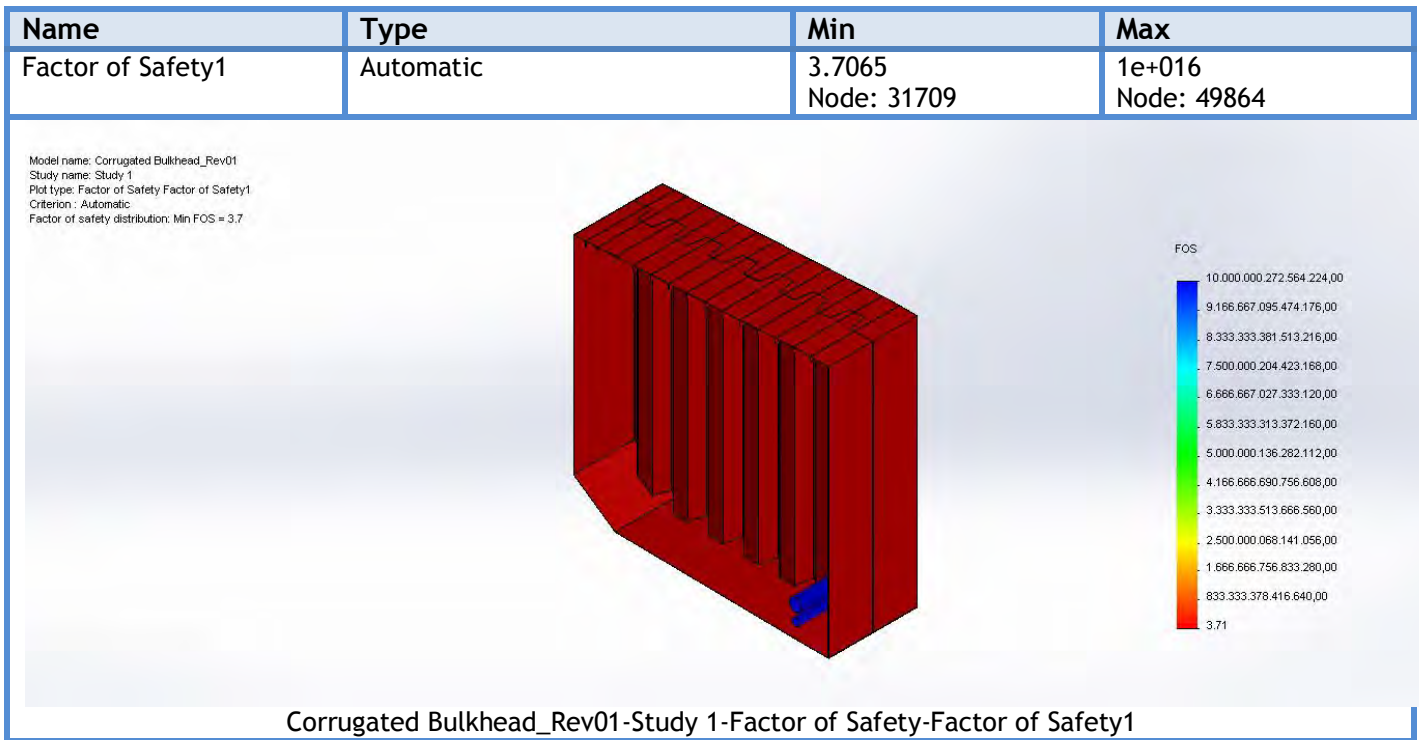 Name Type Min Max
Factor of Safety1 Automatic 3.7065 1e+016
Node: 31709 Node: 49864
Model name: Corrugated Bulkhead_Rev01
Study name: Study 1
Plot type: Factor of Safety Factor of Safety1
Criterion : Automatic
Factor of safety distribution: Min FOS = 3.7
FOS
10.000.000.272.564.224,00
9.166.667.095.474.176,00
8.333.333.381.513.216,00
7.500.000.204.423.168,00
6.666.667.027.333.120,00
5.833.333.313.372.160,00
5.000.000.136.282.112,00
4.166.666.690.756.608,00
3.333.333.513.666.560,00
2.500.000.068.141.056,00
1.666.666.756.833.280,00
833.333.378.416.640,00
3.71
Corrugated Bulkhead_Rev01-Study 1-Factor of Safety-Factor of Safety1